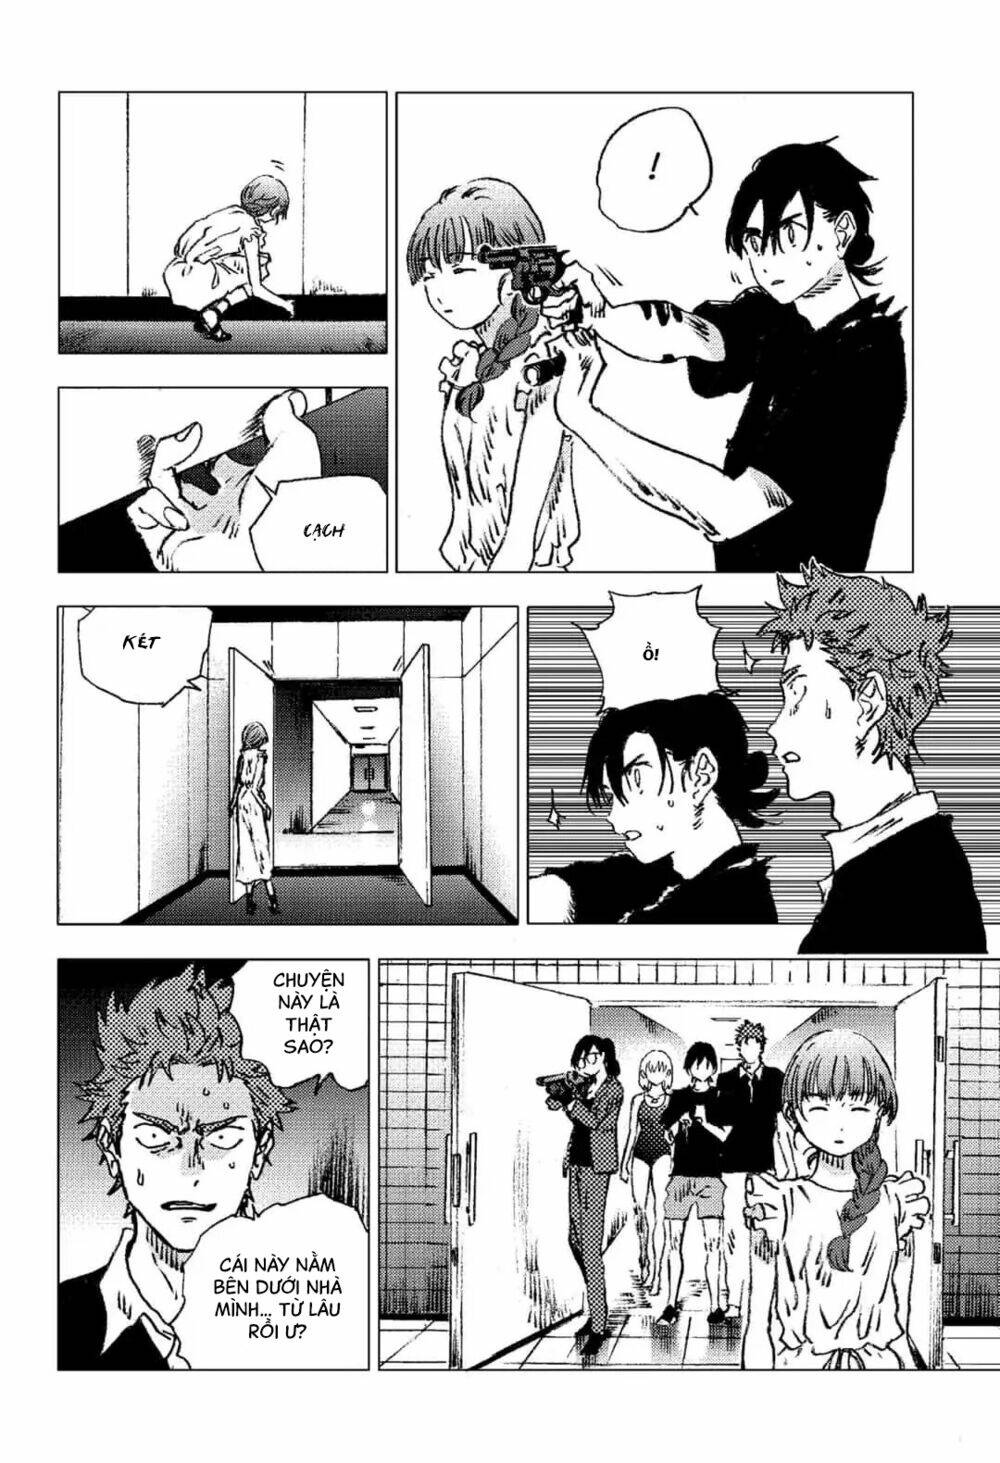 !
CẠCH
KÉT
Ồ!
CHUYỆN
NÀY LÀ
THẬT
SAO?
CÁI NÀY NẰM
BÊN DƯỚI NHÀ
MÌNH... TỪ LÂU
RỒI Ư?